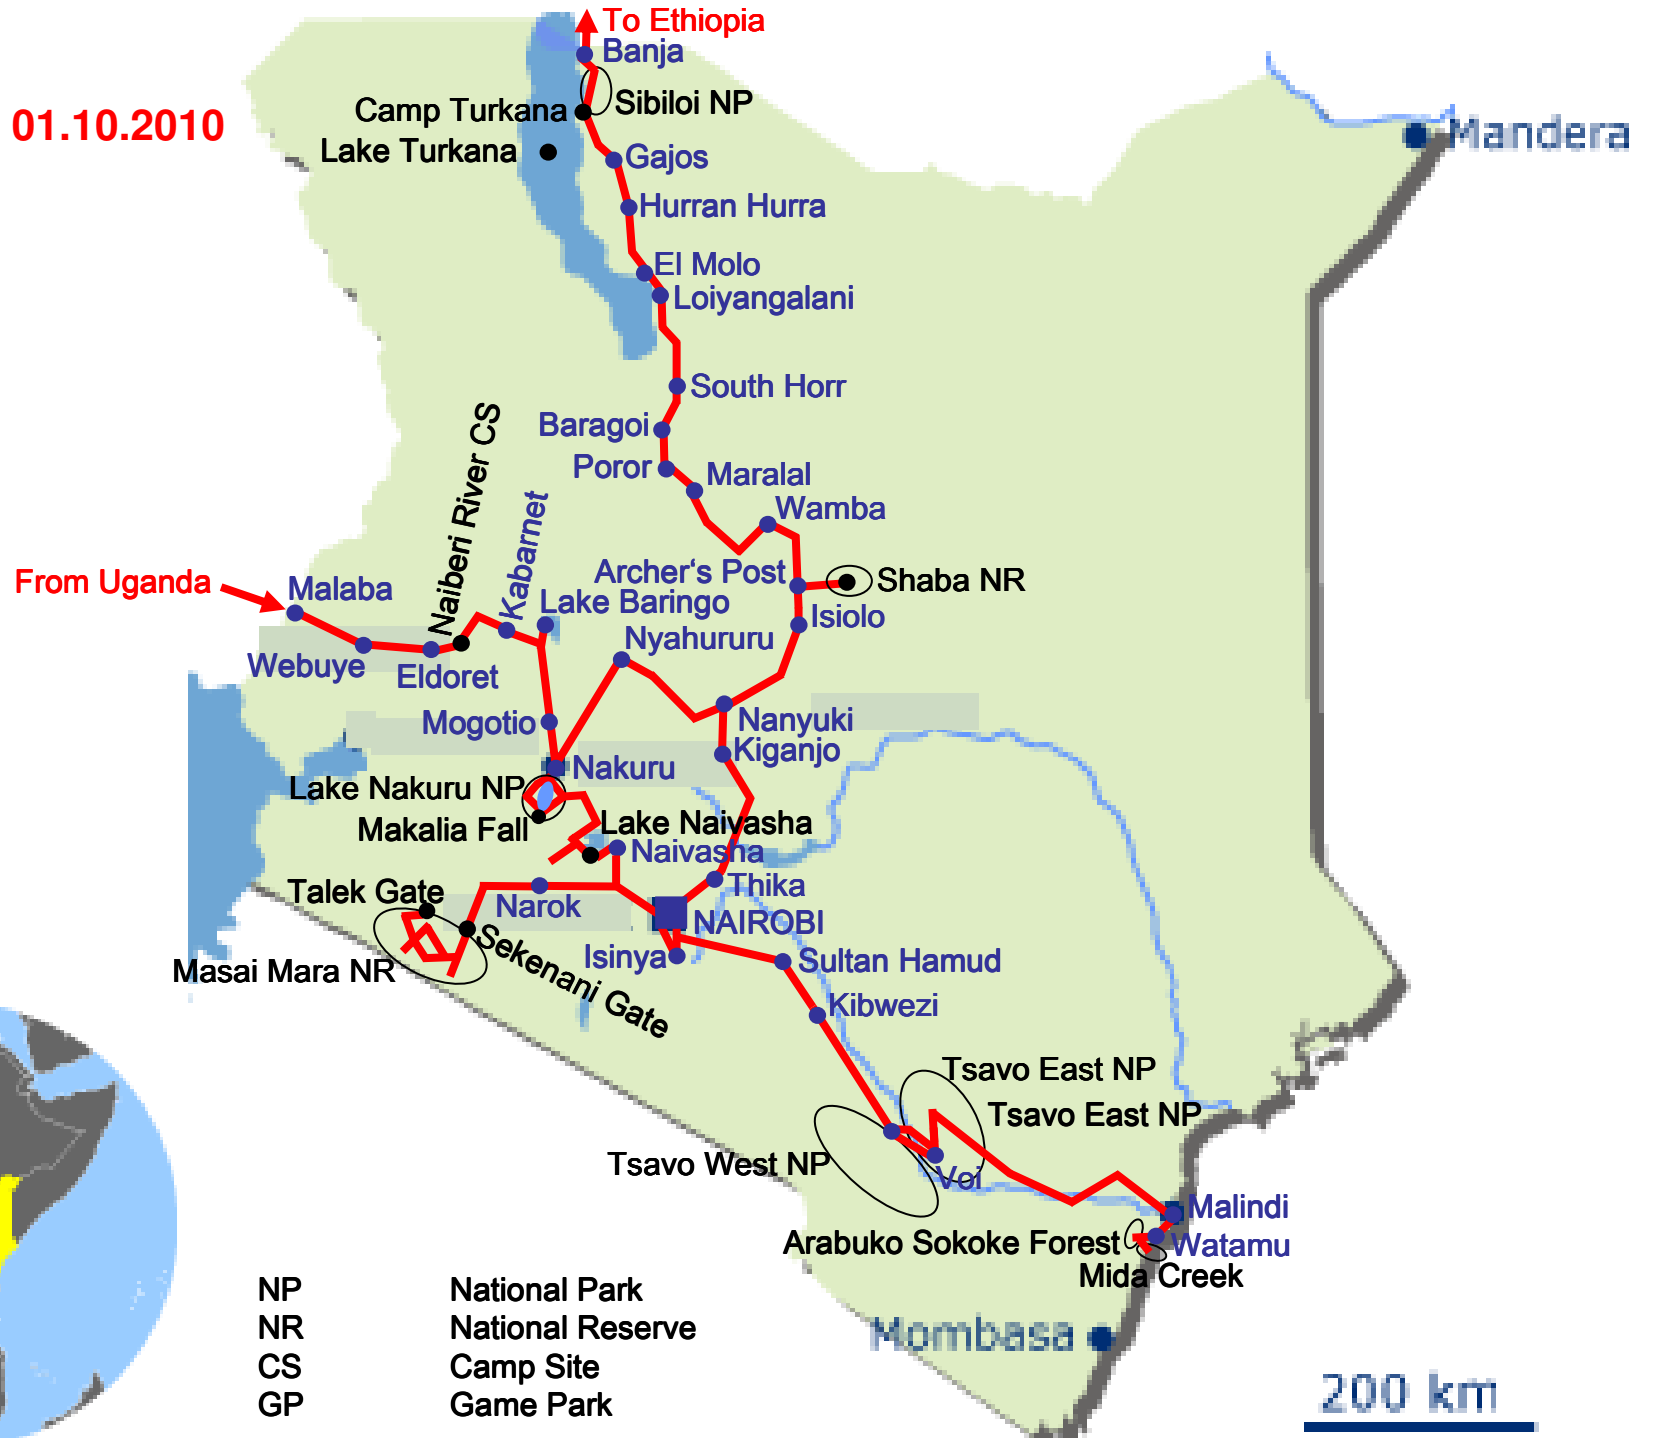 To Ethiopia
Banja
01.10.2010
Camp Turkana
Sibiloi NP
Mandera
Lake Turkana
Gajos
Hurran Hurra
El Molo
Loiyangalani
South Horr
Baragoi
Poror
Maralal
Naiberi River CS
Kabarnet
Wamba
From Uganda
Malaba
Archer‘s Post
Shaba NR
Lake Baringo
Isiolo
Nyahururu
Webuye
Eldoret
Mogotio
Nanyuki
Kiganjo
Nakuru
Lake Nakuru NP
Makalia Fall
Lake Naivasha
Naivasha
Talek Gate
Narok
Thika
NAIROBI
Masai Mara NR
Sekenani Gate
Isinya
Sultan Hamud
Kibwezi
Tsavo East NP
Tsavo East NP
Tsavo West NP
Voi
Malindi
Arabuko Sokoke Forest
Watamu
Mida Creek
Mombasa
NP National Park
NR National Reserve
CS Camp Site
GP Game Park
200 km